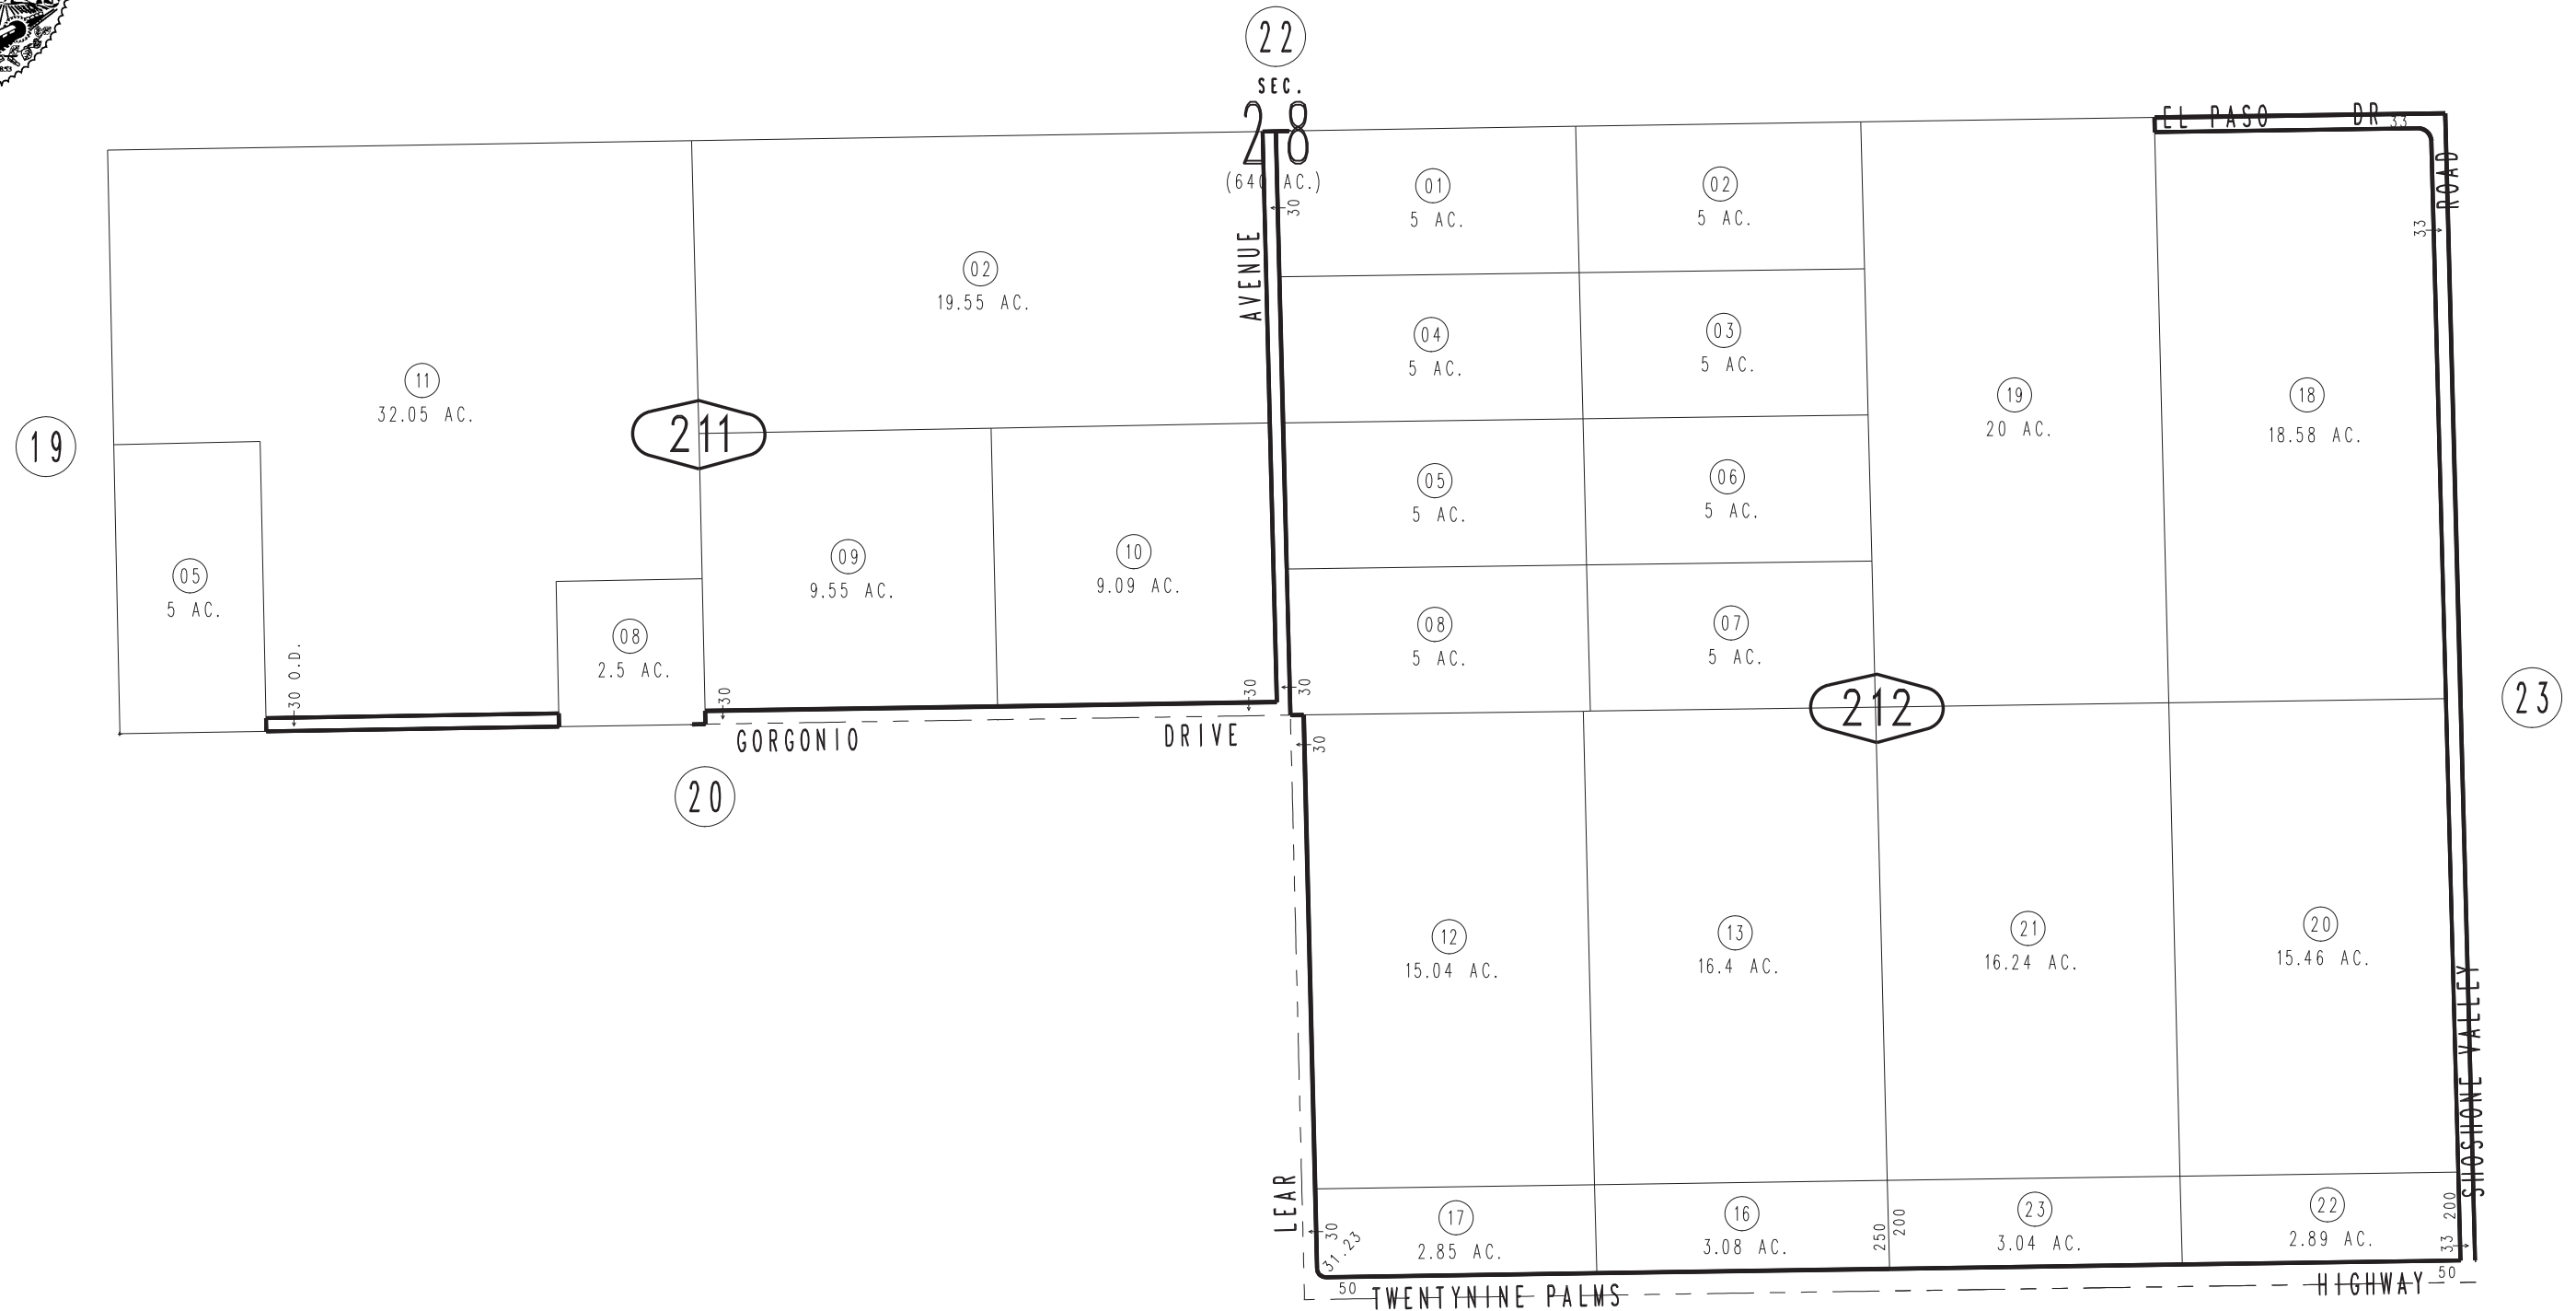 22
SEC.
28
(640 AC.)
EL PASO DR
33
ROAD
33
30
AVENUE
01
5 AC.
02
5 AC.
02
19.55 AC.
04
5 AC.
03
5 AC.
11
32.05 AC.
19
20 AC.
18
18.58 AC.
19
211
05
5 AC.
06
5 AC.
09
9.55 AC.
10
9.09 AC.
05
5 AC.
08
2.5 AC.
08
5 AC.
07
5 AC.
30 O.D.
30
30
30
212
23
GORGONIO DRIVE
30
20
12
15.04 AC.
13
16.4 AC.
21
16.24 AC.
20
15.46 AC.
SHOSHONE VALLEY
LEAR
30
31.23
17
2.85 AC.
16
3.08 AC.
250
200
23
3.04 AC.
22
2.89 AC.
200
33
50
TWENTYNINE PALMS HIGHWAY
50